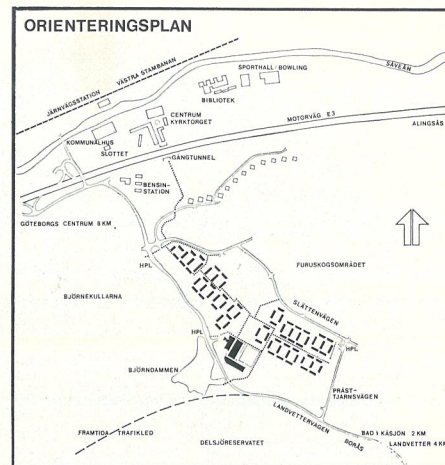 ORIENTERINGSPLAN
JÄRNVÄGSSTATION
VÄSTRA STAMBANAN
SPORTHALL-BOWLING
SÄVEÅN
BIBLIOTEK
CENTRUM
KYRKTORGET
KOMMUNALHUS
SLOTTET
MOTORVÄG E3
ALINGSÅS
GÅNGTUNNEL
BENSIN-
STATION
GÖTEBORGS CENTRUM 8 KM
HPL
FURUSKOGSOMRÅDET
BJÖRNEKULLARNA
SLÄTTENVÄGEN
HPL
HPL
BJÖRNDAMMEN
PRÄST-
TJÄRNSVÄGEN
LANDVETTERVÄGEN
BAD I KÅSJÖN 2 KM
BORÅS
LANDVETTER 4 KM
FRAMTIDA TRAFIKLED
DELSJÖRESERVATET